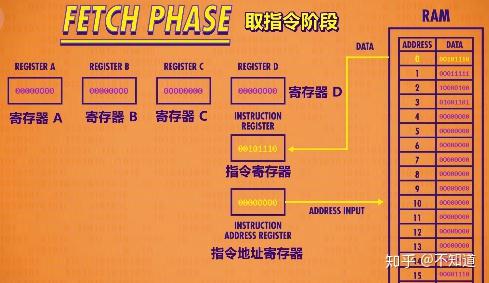 FETCH PHASE 取指令阶段
RAM
REGISTER A
REGISTER B
REGISTER C
REGISTER D
00000000
00000000
00000000
00000000
寄存器 A
寄存器 B
寄存器 C
寄存器 D
INSTRUCTION
REGISTER
00101110
指令寄存器
00000000
INSTRUCTION
ADDRESS REGISTER
指令地址寄存器
DATA
ADDRESS INPUT
ADDRESS DATA
0 00101110
1 00011111
2 10000100
3 01001101
4 00000000
5 00000000
6 00000000
7 00000000
8 00000000
9 00000000
10 00000000
11 00000000
12 00000000
13 00000000
15 00001110
知乎 @不知道